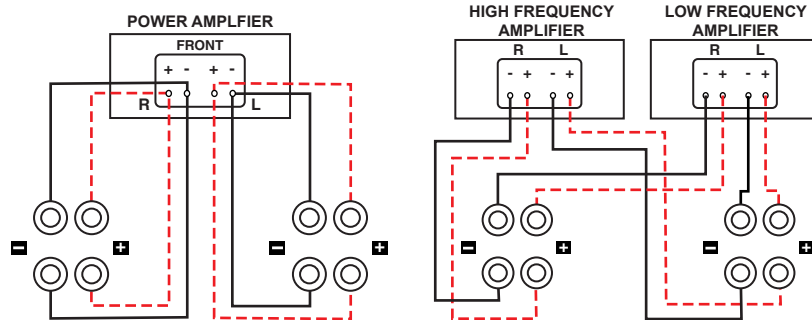 POWER AMPLFIER
FRONT
+ - + -
R L
- +
- +
HIGH FREQUENCY
AMPLIFIER
R L
- + - +
LOW FREQUENCY
AMPLIFIER
R L
- + - +
- +
- +